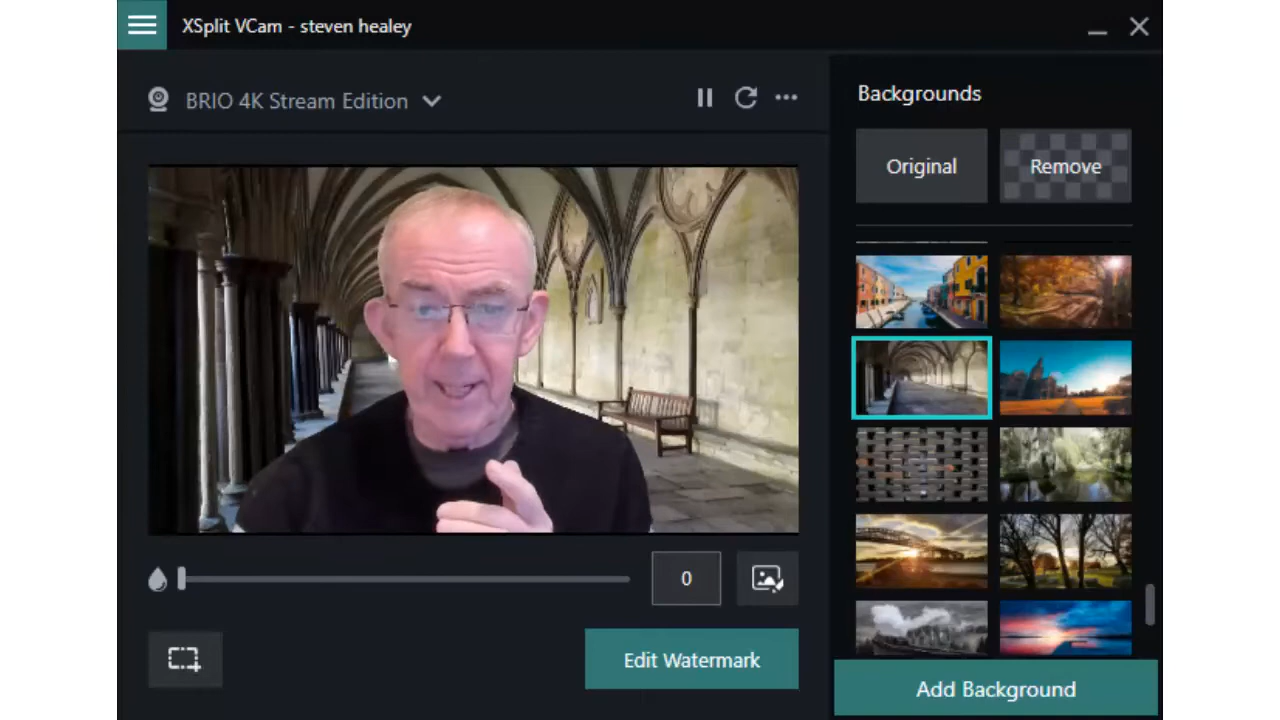 XSplit VCam - steven healey
BRIO 4K Stream Edition
Backgrounds
Original
Remove
0
Edit Watermark
Add Background